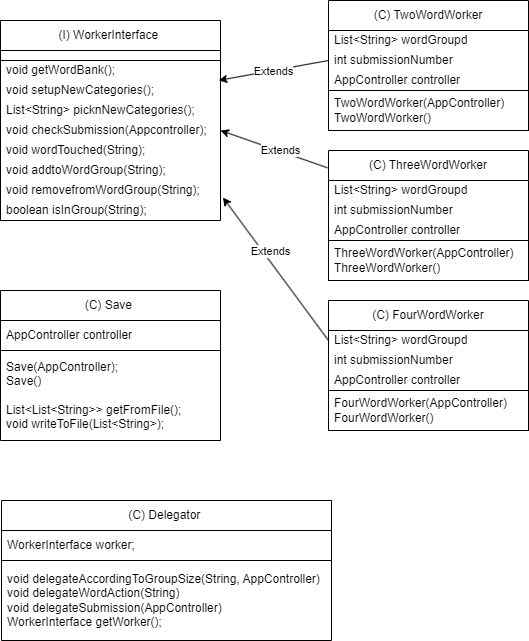 (I) WorkerInterface
void getWordBank();
void setupNewCategories();
List<String> picknNewCategories();
void checkSubmission(Appcontroller);
void wordTouched(String);
void addtoWordGroup(String);
void removefromWordGroup(String);
boolean isInGroup(String);
Extends
Extends
Extends
(C) TwoWordWorker
List<String> wordGroupd
int submissionNumber
AppController controller
TwoWordWorker(AppController)
TwoWordWorker()
(C) ThreeWordWorker
List<String> wordGroupd
int submissionNumber
AppController controller
ThreeWordWorker(AppController)
ThreeWordWorker()
(C) FourWordWorker
List<String> wordGroupd
int submissionNumber
AppController controller
FourWordWorker(AppController)
FourWordWorker()
(C) Save
AppController controller
Save(AppController);
Save()
List<List<String>> getFromFile();
void writeToFile(List<String>);
(C) Delegator
WorkerInterface worker;
void delegateAccordingToGroupSize(String, AppController)
void delegateWordAction(String)
void delegateSubmission(AppController)
WorkerInterface getWorker();